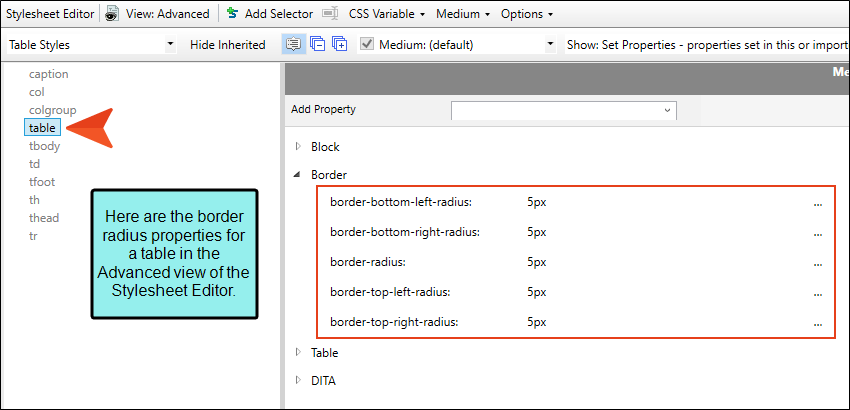 Stylesheet Editor View: Advanced Add Selector CSS Variable Medium Options
Table Styles Hide Inherited Medium: (default) Show: Set Properties - properties set in this or import
Me
caption
col
colgroup
table
tbody
td
tfoot
th
thead
tr
Here are the border
radius properties for
a table in the
Advanced view of the
Stylesheet Editor.
Add Property
Block
Border
border-bottom-left-radius: 5px ...
border-bottom-right-radius: 5px ...
border-radius: 5px ...
border-top-left-radius: 5px ...
border-top-right-radius: 5px ...
Table
DITA